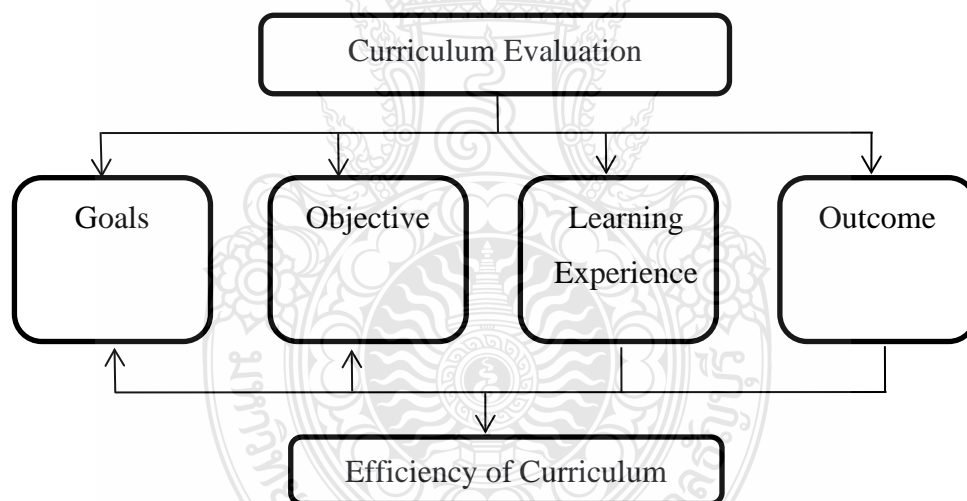 Curriculum Evaluation
Goals
Objective
Learning
Experience
Outcome
Efficiency of Curriculum